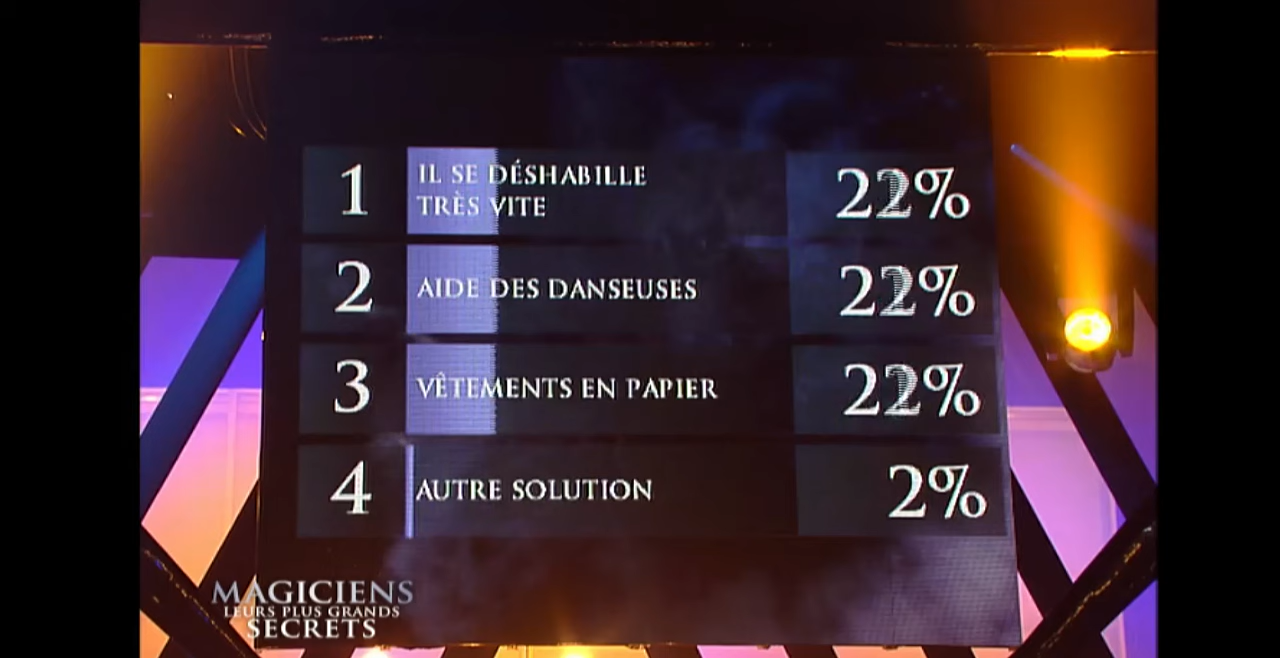 1
IL SE DÉSHABILLE
TRÈS VITE
22%
2
AIDE DES DANSEUSES
22%
3
VÊTEMENTS EN PAPIER
22%
4
AUTRE SOLUTION
2%
MAGICIENS
LEURS PLUS GRANDS
SECRETS